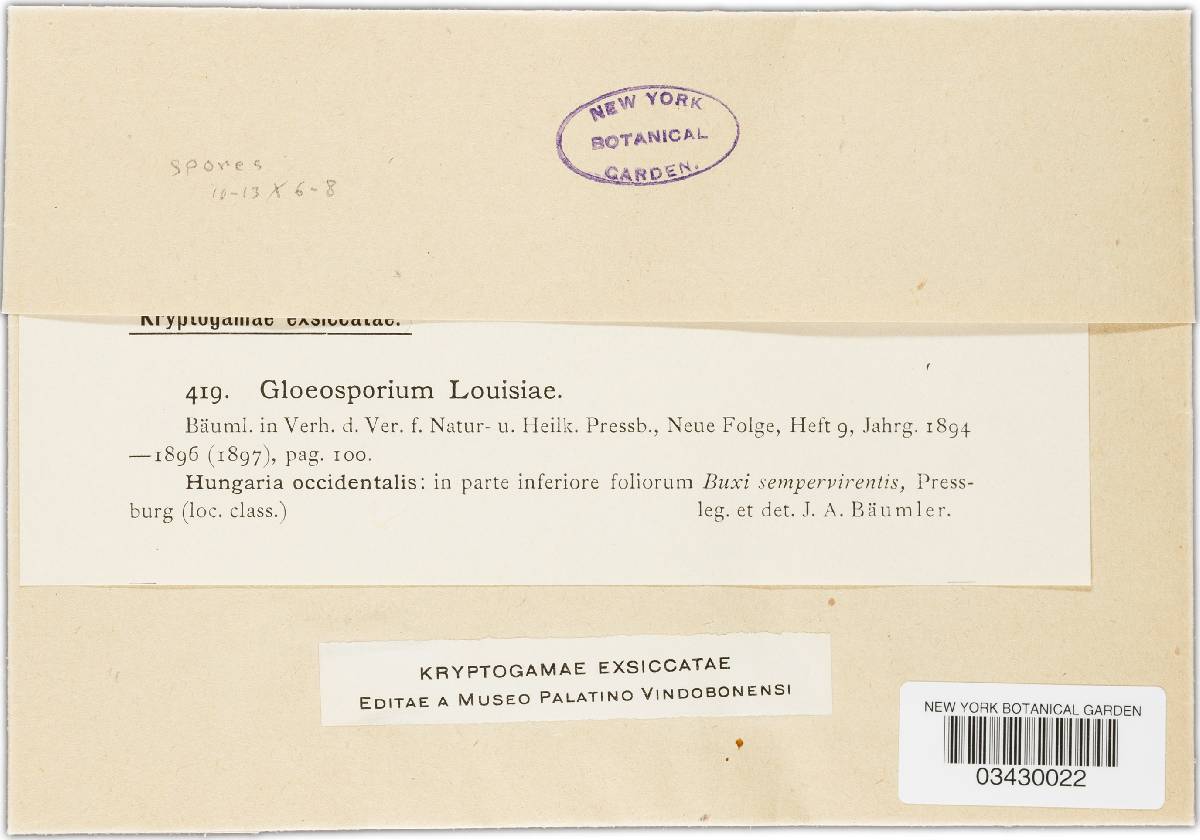 NEW YORK
BOTANICAL
GARDEN.
spores
10-13 X 6-8
Kryptogamae exsiccatae.
419. Gloeosporium Louisiae.
Bäuml. in Verh. d. Ver. f. Natur- u. Heilk. Pressb., Neue Folge, Heft 9, Jahrg. 1894
—1896 (1897), pag. 100.
Hungaria occidentalis: in parte inferiore foliorum Buxi sempervirentis, Press-
burg (loc. class.) leg. et det. J. A. Bäumler.
KRYPTOGAMAE EXSICCATAE
EDITAE A MUSEO PALATINO VINDOBONENSI
NEW YORK BOTANICAL GARDEN
03430022